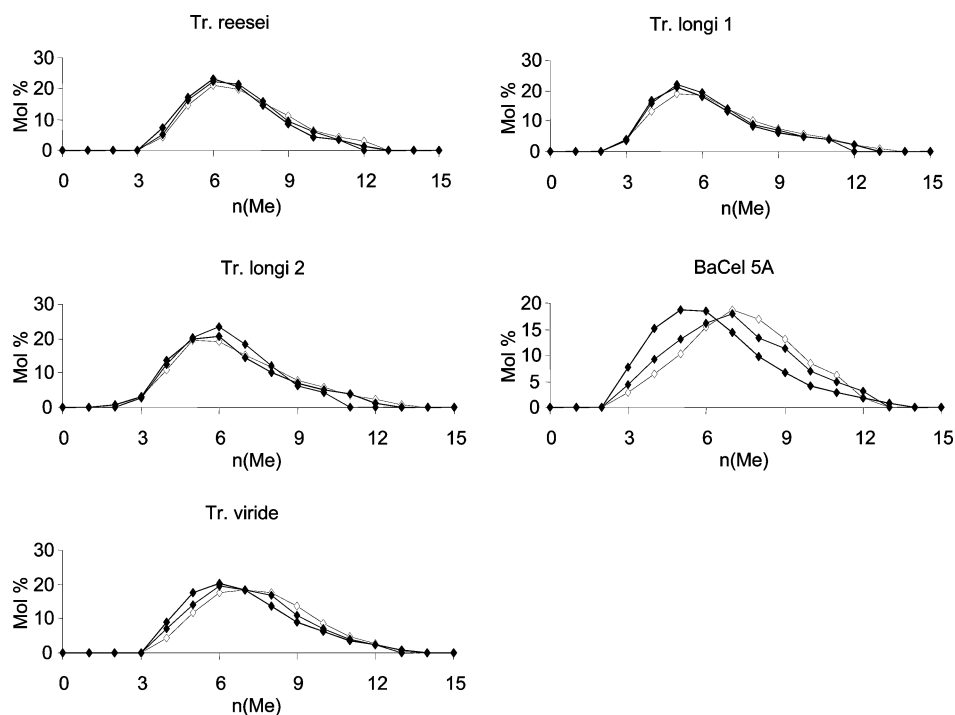 Tr. reesei
30
20
10
0
Mol %
0 3 6 9 12 15
n(Me)
Tr. longi 1
30
20
10
0
Mol %
0 3 6 9 12 15
n(Me)
Tr. longi 2
30
20
10
0
Mol %
0 3 6 9 12 15
n(Me)
BaCel 5A
20
15
10
5
0
Mol %
0 3 6 9 12 15
n(Me)
Tr. viride
30
20
10
0
Mol %
0 3 6 9 12 15
n(Me)